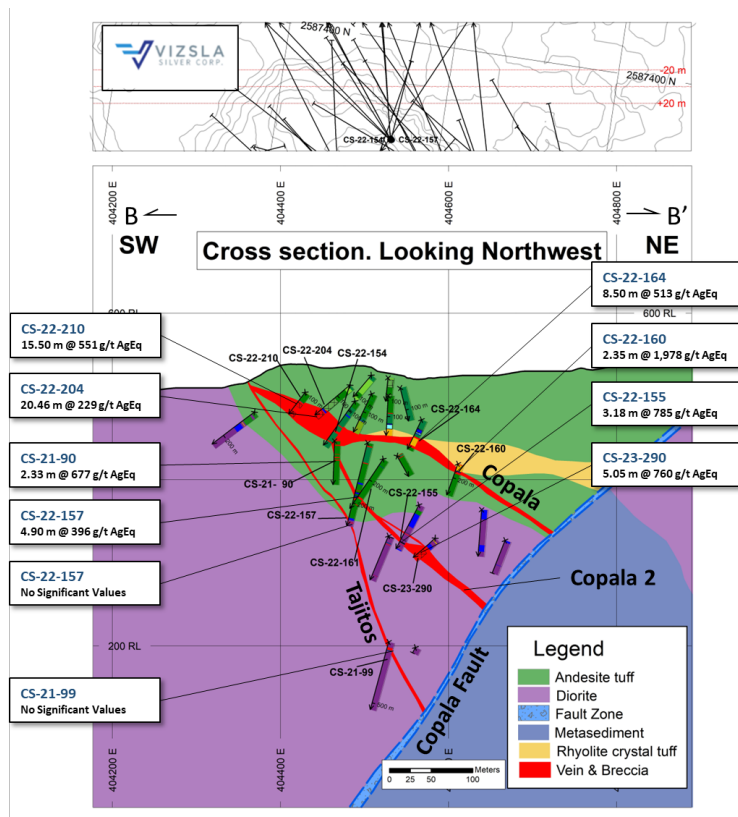 VIZSLA
SILVER CORP.
2587400 N
2587400 N
-20 m
+20 m
CS-22-154
CS-22-157
404200 E
404400 E
404600 E
404800 E
B
B'
SW
NE
Cross section. Looking Northwest
600 RL
600 RL
CS-22-210
15.50 m @ 551 g/t AgEq
CS-22-204
20.46 m @ 229 g/t AgEq
CS-21-90
2.33 m @ 677 g/t AgEq
CS-22-157
4.90 m @ 396 g/t AgEq
CS-22-157
No Significant Values
CS-21-99
No Significant Values
CS-22-164
8.50 m @ 513 g/t AgEq
CS-22-160
2.35 m @ 1,978 g/t AgEq
CS-22-155
3.18 m @ 785 g/t AgEq
CS-23-290
5.05 m @ 760 g/t AgEq
CS-22-210
CS-22-204
CS-22-154
CS-22-164
CS-22-160
CS-21- 90
CS-22-155
CS-22-157
CS-22-161
CS-23-290
CS-21-99
Copala
Copala 2
Tajitos
Copala Fault
200 RL
Legend
Andesite tuff
Diorite
Fault Zone
Metasediment
Rhyolite crystal tuff
Vein & Breccia
Meters
0 25 50 100
404200 E
404400 E
404600 E